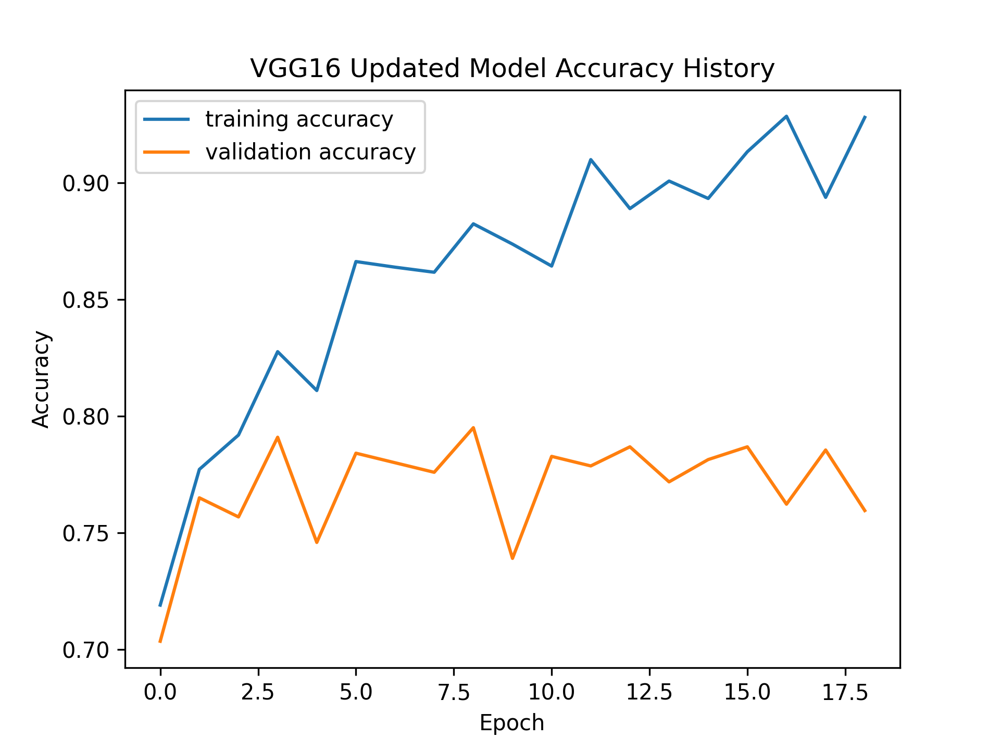 VGG16 Updated Model Accuracy History
training accuracy
validation accuracy
0.90
0.85
0.80
0.75
0.70
Accuracy
0.0 2.5 5.0 7.5 10.0 12.5 15.0 17.5
Epoch